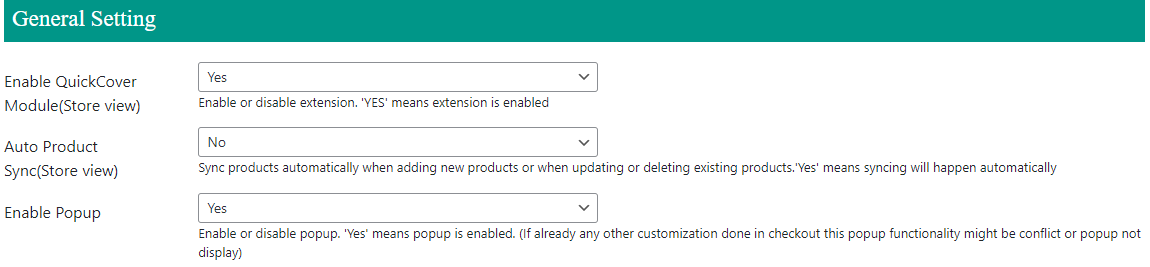 General Setting
Enable QuickCover
Module(Store view)
Yes
Enable or disable extension. 'YES' means extension is enabled
Auto Product
Sync(Store view)
No
Sync products automatically when adding new products or when updating or deleting existing products.'Yes' means syncing will happen automatically
Enable Popup
Yes
Enable or disable popup. 'Yes' means popup is enabled. (If already any other customization done in checkout this popup functionality might be conflict or popup not
display)